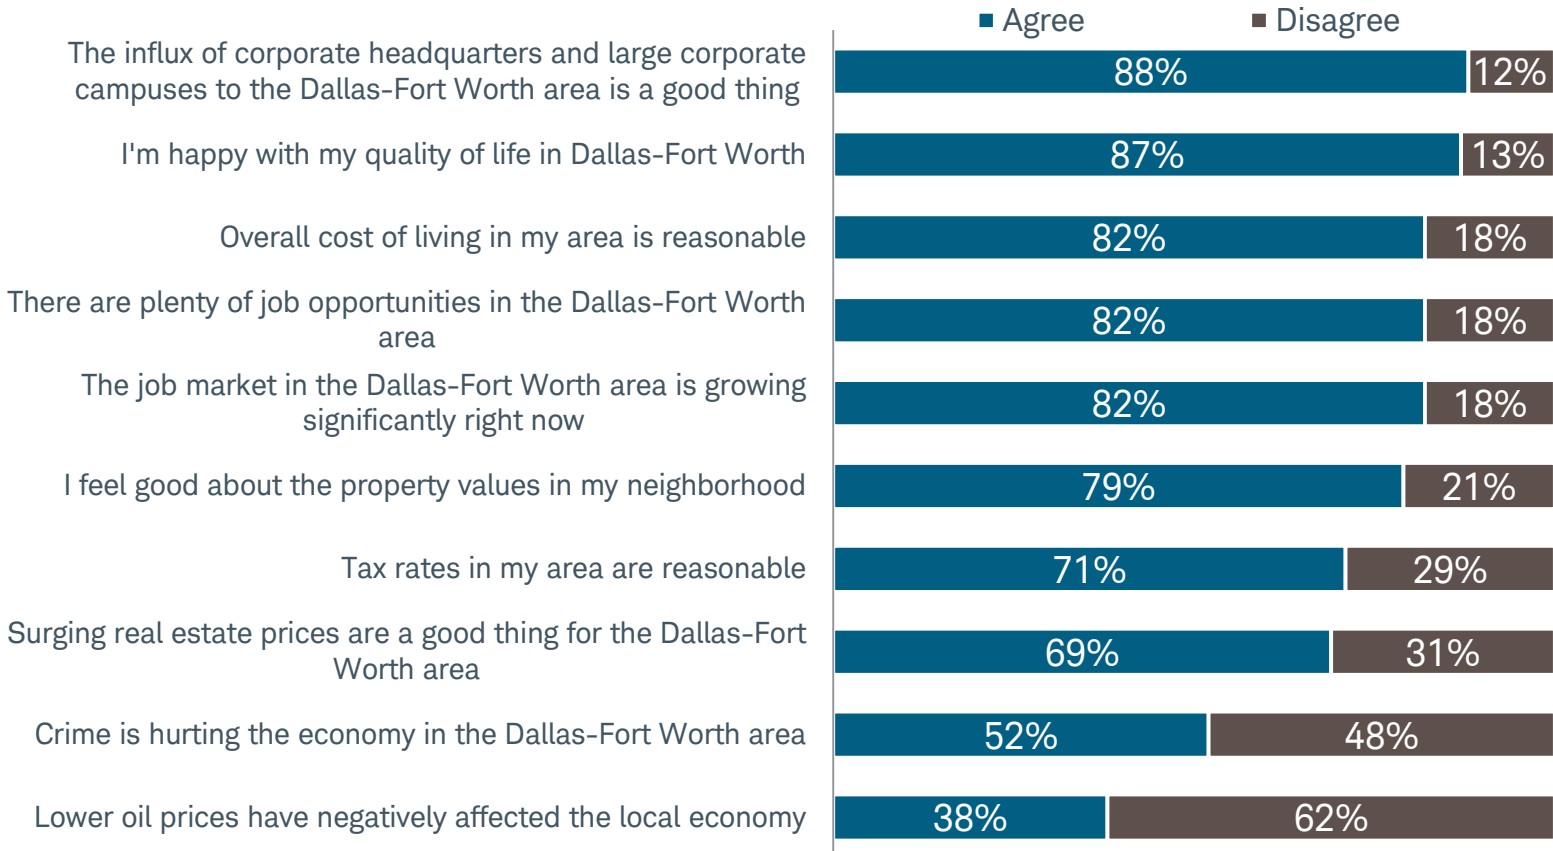 Agree Disagree
The influx of corporate headquarters and large corporate
campuses to the Dallas-Fort Worth area is a good thing
88% 12%
I'm happy with my quality of life in Dallas-Fort Worth
87% 13%
Overall cost of living in my area is reasonable
82% 18%
There are plenty of job opportunities in the Dallas-Fort Worth
area
82% 18%
The job market in the Dallas-Fort Worth area is growing
significantly right now
82% 18%
I feel good about the property values in my neighborhood
79% 21%
Tax rates in my area are reasonable
71% 29%
Surging real estate prices are a good thing for the Dallas-Fort
Worth area
69% 31%
Crime is hurting the economy in the Dallas-Fort Worth area
52% 48%
Lower oil prices have negatively affected the local economy
38% 62%